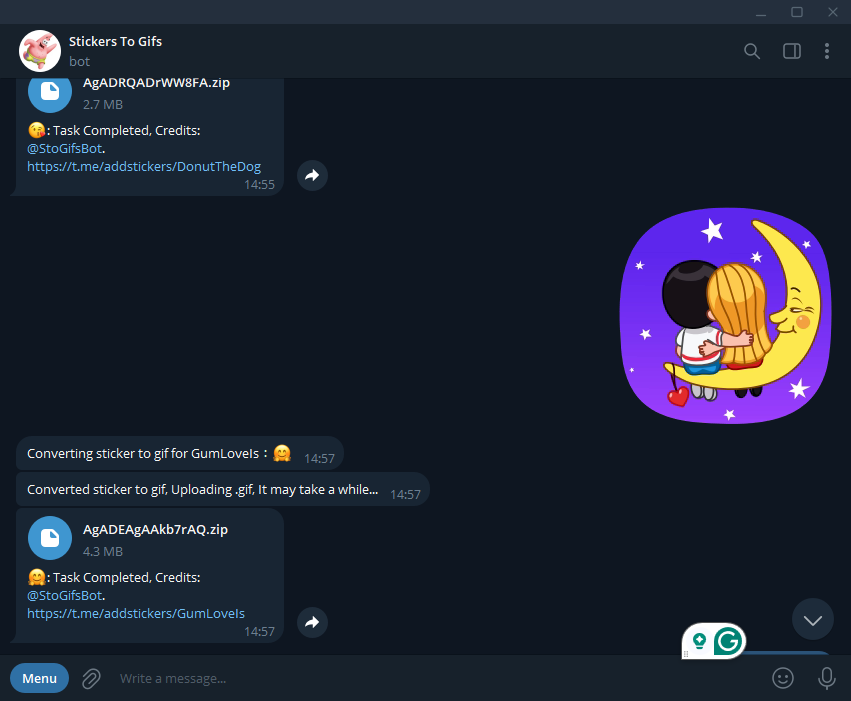 Stickers To Gifs
bot
AgADRQADrWW8FA.zip
2.7 MB
😘: Task Completed, Credits:
@StoGifsBot.
https://t.me/addstickers/DonutTheDog
14:55
Converting sticker to gif for GumLoveIs : 🤗 14:57
Converted sticker to gif, Uploading .gif, It may take a while... 14:57
AgADEAgAAkb7rAQ.zip
4.3 MB
🤗: Task Completed, Credits:
@StoGifsBot.
https://t.me/addstickers/GumLoveIs
14:57
Menu
Write a message...